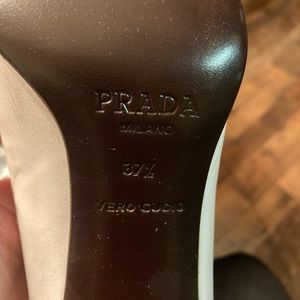 PRADA
MILANO
37½
VERO CUOIO